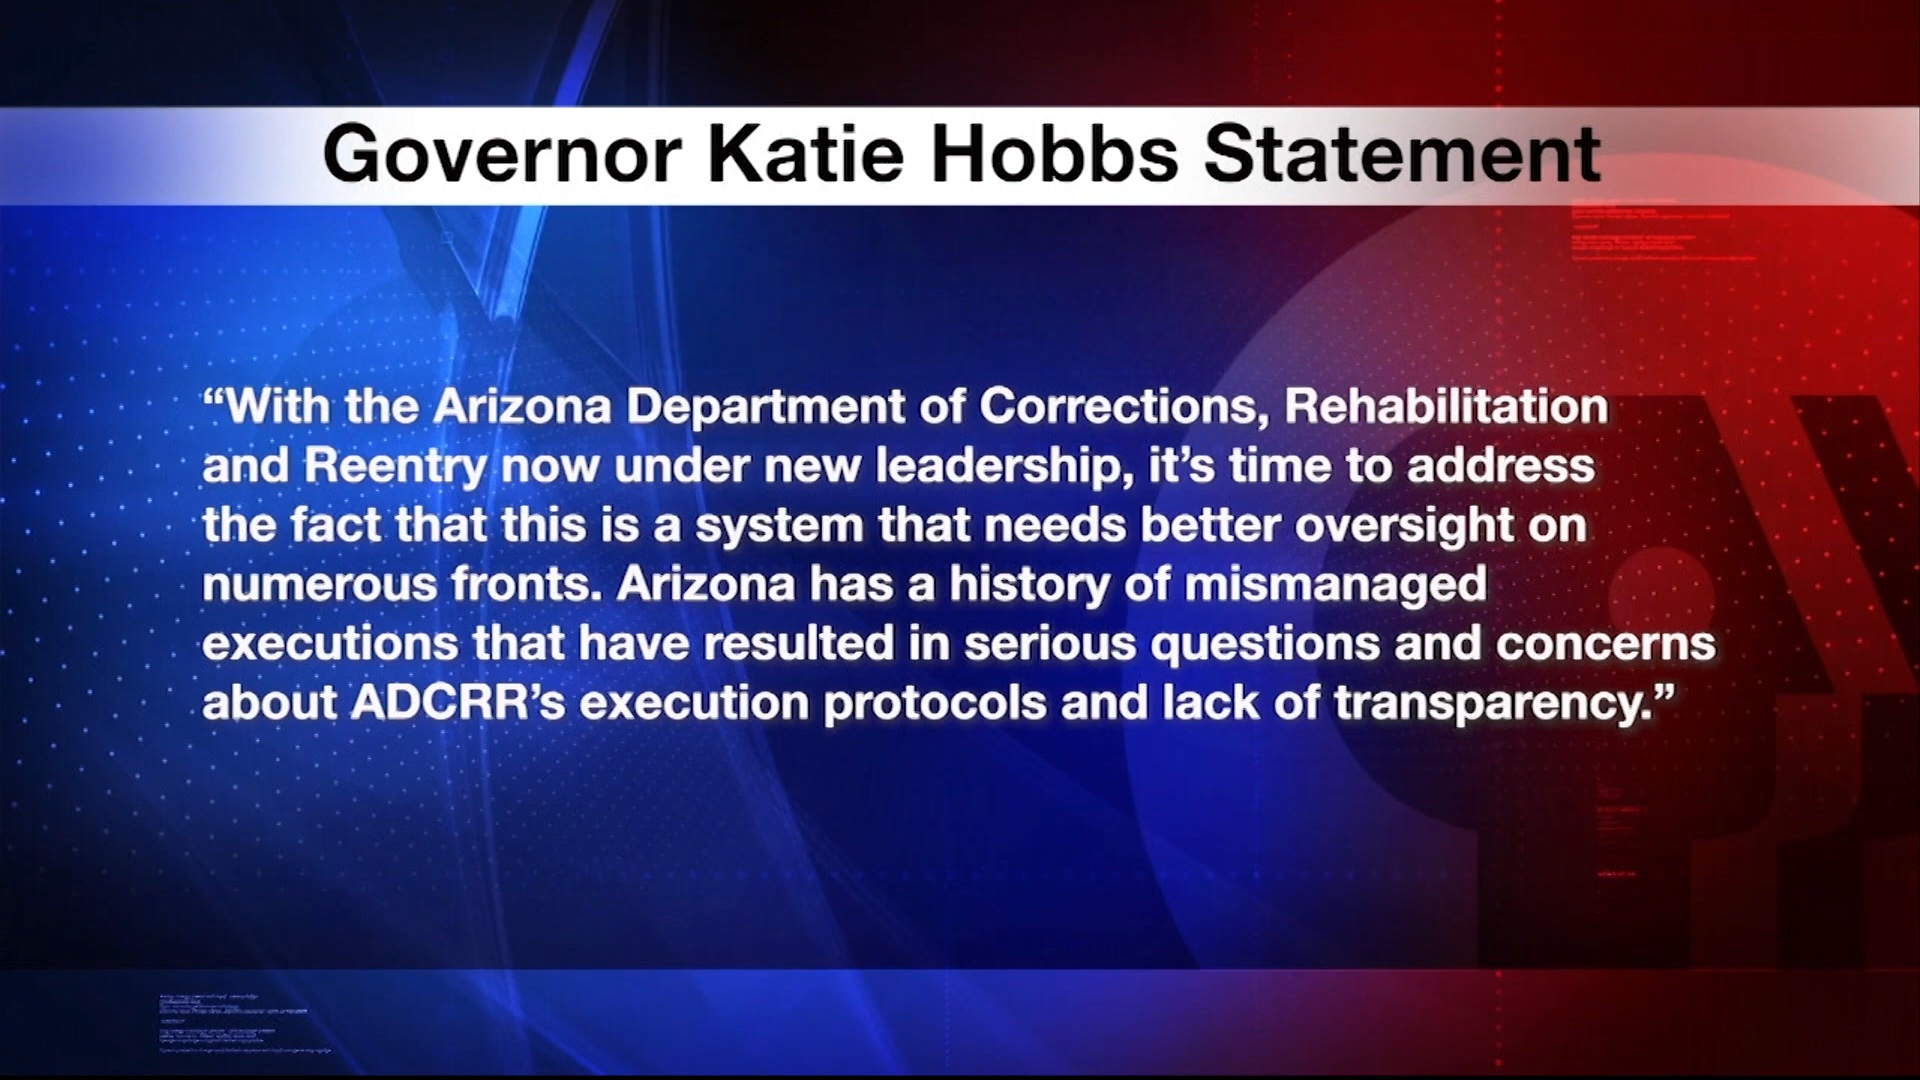 Governor Katie Hobbs Statement
“With the Arizona Department of Corrections, Rehabilitation
and Reentry now under new leadership, it’s time to address
the fact that this is a system that needs better oversight on
numerous fronts. Arizona has a history of mismanaged
executions that have resulted in serious questions and concerns
about ADCRR’s execution protocols and lack of transparency.”